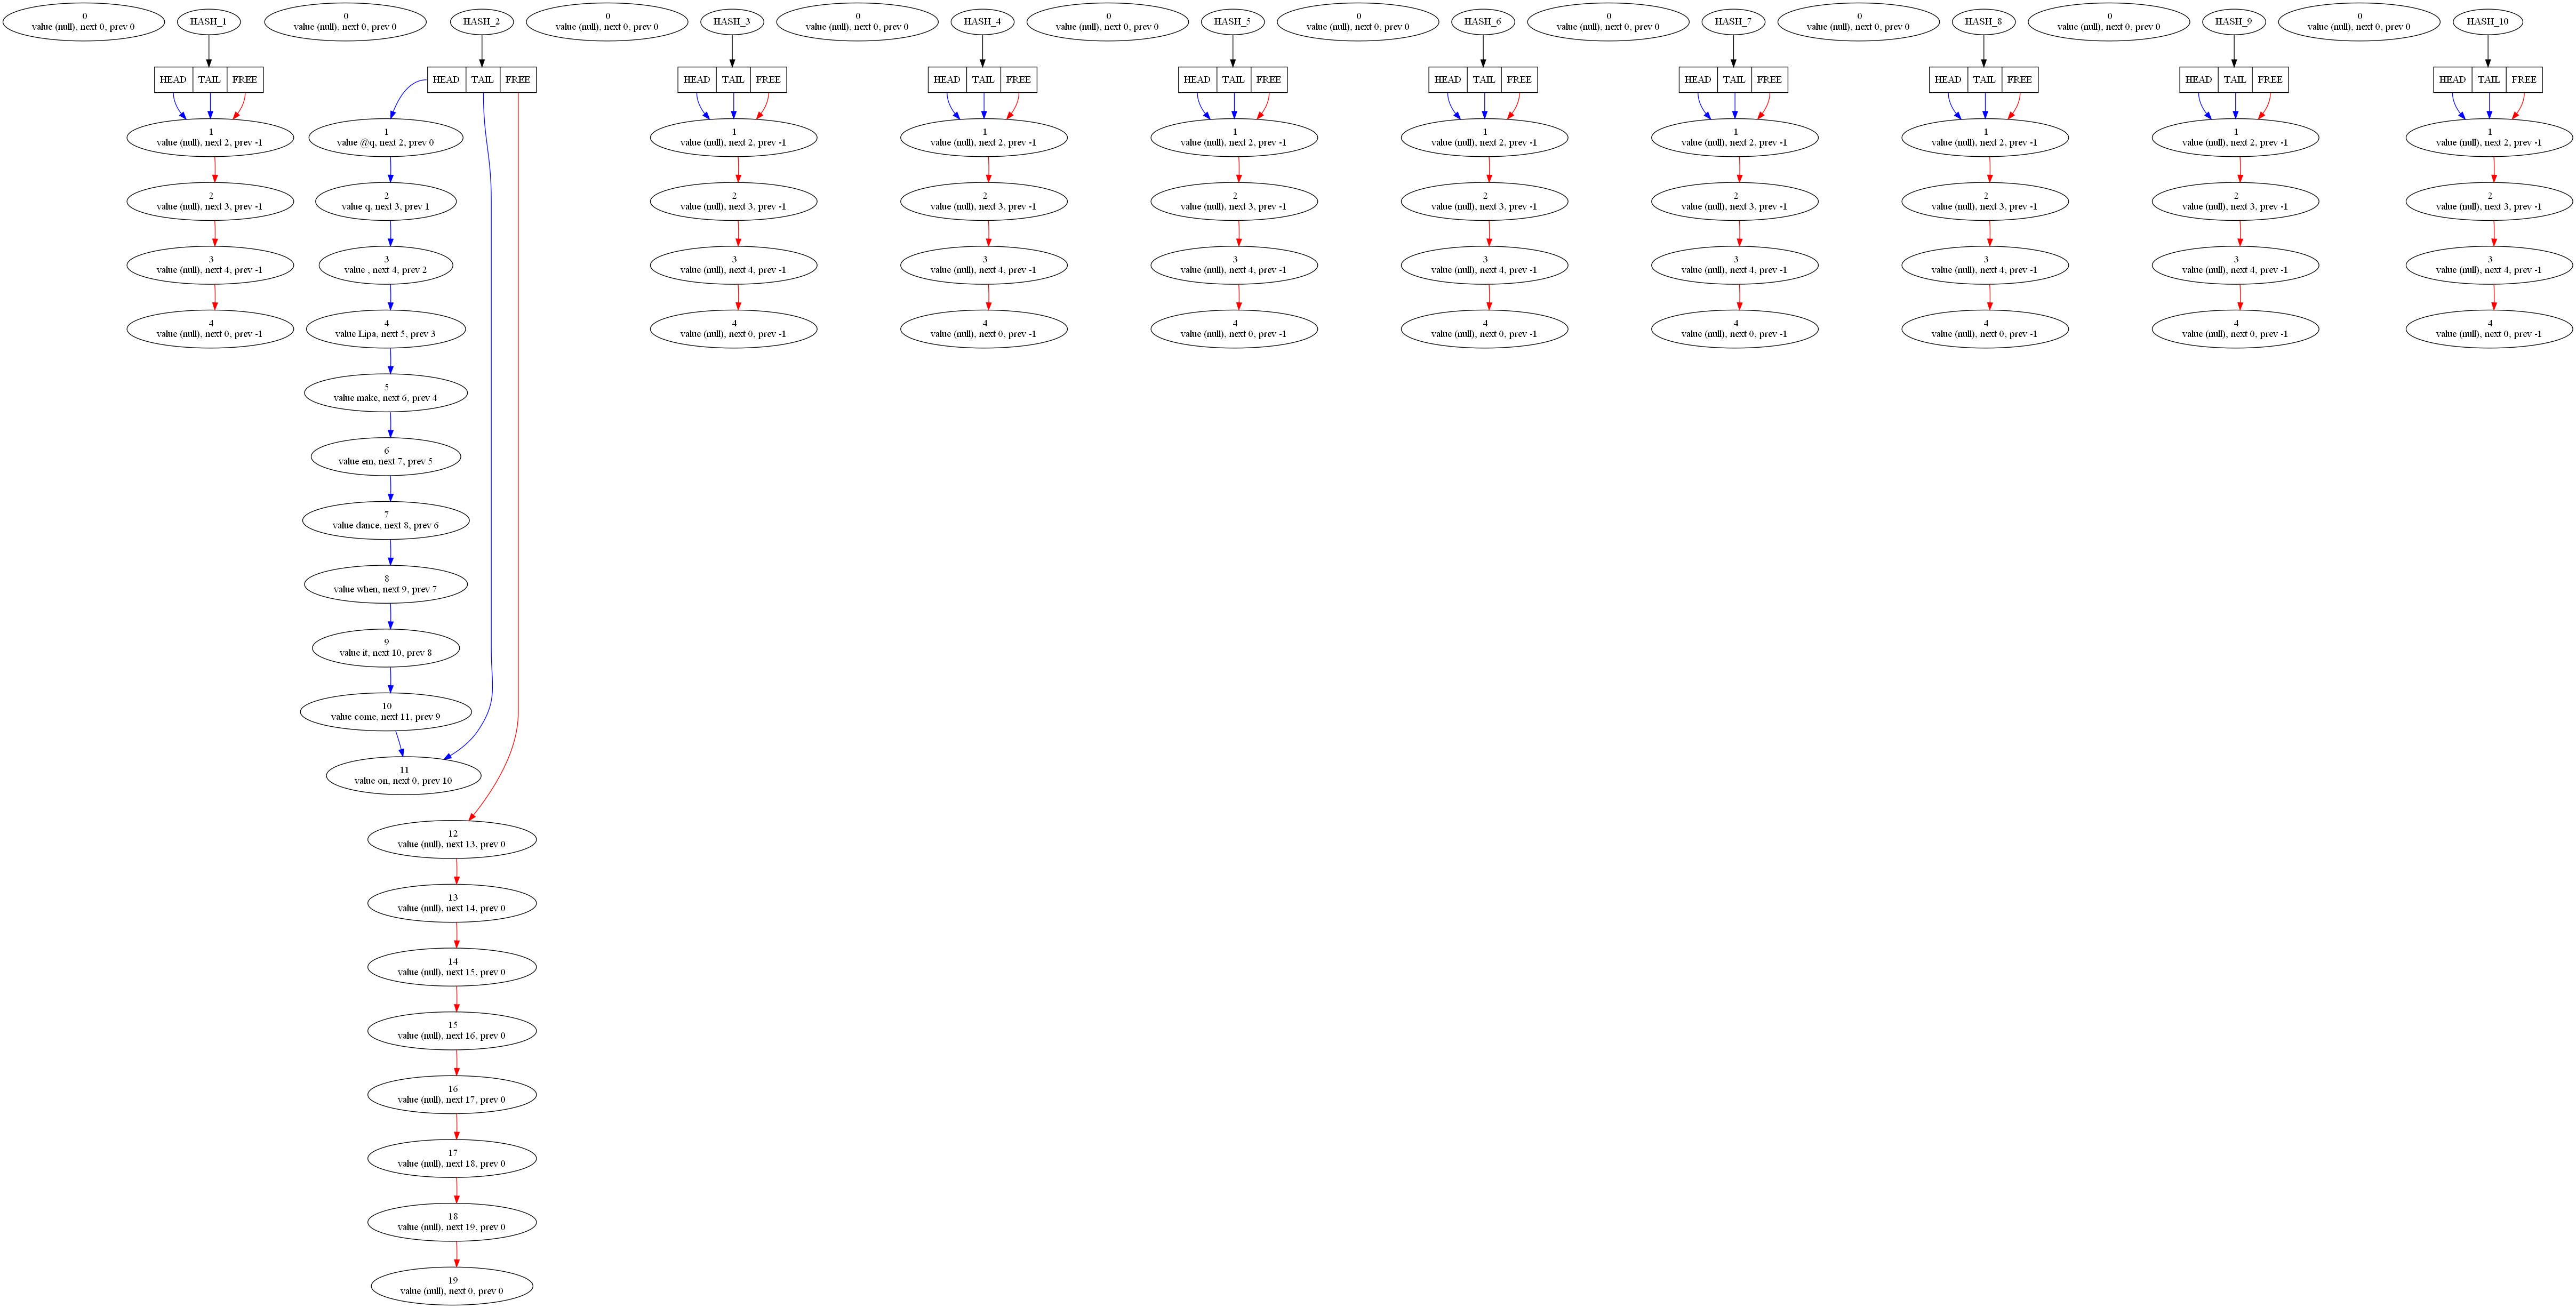 0
value (null), next 0, prev 0
HASH_1
0
value (null), next 0, prev 0
HASH_2
0
value (null), next 0, prev 0
HASH_3
0
value (null), next 0, prev 0
HASH_4
0
value (null), next 0, prev 0
HASH_5
0
value (null), next 0, prev 0
HASH_6
0
value (null), next 0, prev 0
HASH_7
0
value (null), next 0, prev 0
HASH_8
0
value (null), next 0, prev 0
HASH_9
0
value (null), next 0, prev 0
HASH_10
HEAD TAIL FREE
1
value (null), next 2, prev -1
2
value (null), next 3, prev -1
3
value (null), next 4, prev -1
4
value (null), next 0, prev -1
HEAD TAIL FREE
1
value @q, next 2, prev 0
2
value q, next 3, prev 1
3
value , next 4, prev 2
4
value Lipa, next 5, prev 3
5
value make, next 6, prev 4
6
value em, next 7, prev 5
7
value dance, next 8, prev 6
8
value when, next 9, prev 7
9
value it, next 10, prev 8
10
value come, next 11, prev 9
11
value on, next 0, prev 10
12
value (null), next 13, prev 0
13
value (null), next 14, prev 0
14
value (null), next 15, prev 0
15
value (null), next 16, prev 0
16
value (null), next 17, prev 0
17
value (null), next 18, prev 0
18
value (null), next 19, prev 0
19
value (null), next 0, prev 0
HEAD TAIL FREE
1
value (null), next 2, prev -1
2
value (null), next 3, prev -1
3
value (null), next 4, prev -1
4
value (null), next 0, prev -1
HEAD TAIL FREE
1
value (null), next 2, prev -1
2
value (null), next 3, prev -1
3
value (null), next 4, prev -1
4
value (null), next 0, prev -1
HEAD TAIL FREE
1
value (null), next 2, prev -1
2
value (null), next 3, prev -1
3
value (null), next 4, prev -1
4
value (null), next 0, prev -1
HEAD TAIL FREE
1
value (null), next 2, prev -1
2
value (null), next 3, prev -1
3
value (null), next 4, prev -1
4
value (null), next 0, prev -1
HEAD TAIL FREE
1
value (null), next 2, prev -1
2
value (null), next 3, prev -1
3
value (null), next 4, prev -1
4
value (null), next 0, prev -1
HEAD TAIL FREE
1
value (null), next 2, prev -1
2
value (null), next 3, prev -1
3
value (null), next 4, prev -1
4
value (null), next 0, prev -1
HEAD TAIL FREE
1
value (null), next 2, prev -1
2
value (null), next 3, prev -1
3
value (null), next 4, prev -1
4
value (null), next 0, prev -1
HEAD TAIL FREE
1
value (null), next 2, prev -1
2
value (null), next 3, prev -1
3
value (null), next 4, prev -1
4
value (null), next 0, prev -1